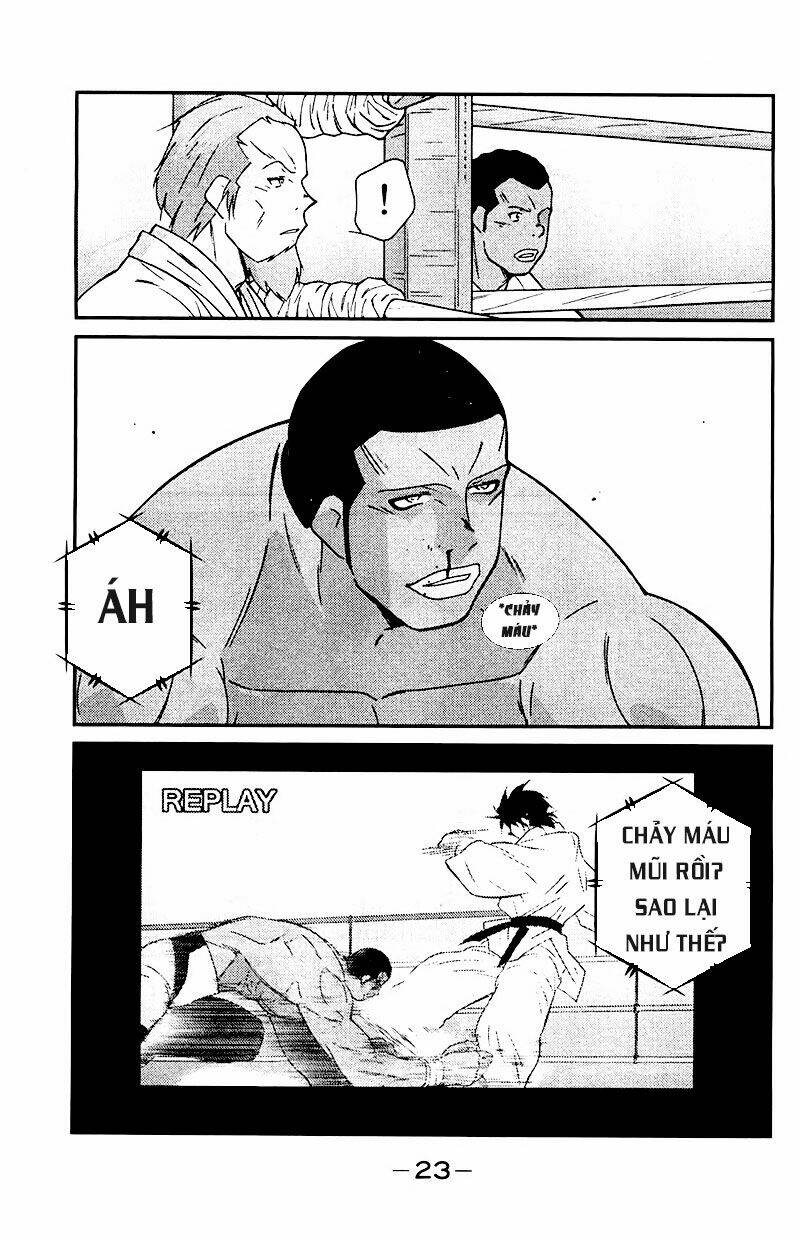 !
ÁH
*CHẢY
MÁU*
REPLAY
CHẢY MÁU
MŨI RỒI?
SAO LẠI
NHƯ THẾ?
-23-